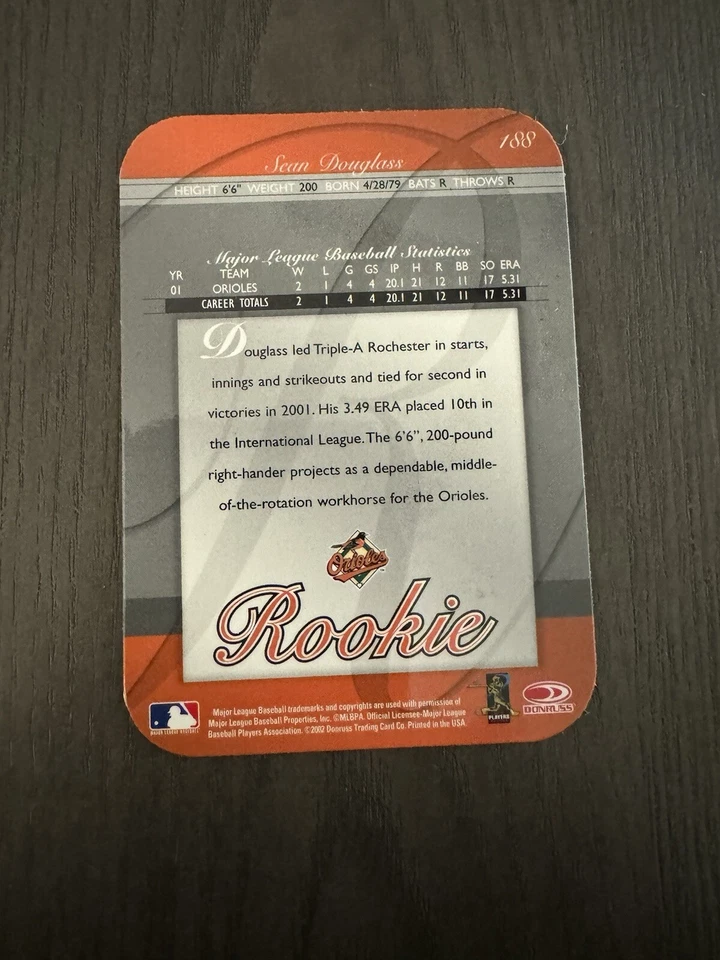 188
Sean Douglass
HEIGHT 6'6" WEIGHT 200 BORN 4/28/79 BATS R THROWS R
Major League Baseball Statistics
YR TEAM W L G GS IP H R BB SO ERA
01 ORIOLES 2 1 4 4 20.1 21 12 11 17 5.31
CAREER TOTALS 2 1 4 4 20.1 21 12 11 17 5.31
Douglass led Triple-A Rochester in starts,
innings and strikeouts and tied for second in
victories in 2001. His 3.49 ERA placed 10th in
the International League. The 6'6", 200-pound
right-hander projects as a dependable, middle-
of-the-rotation workhorse for the Orioles.
Orioles
Rookie
Major League Baseball trademarks and copyrights are used with permission of
Major League Baseball Properties, Inc. ©MLBPA. Official Licensee-Major League
Baseball Players Association. ©2002 Donruss Trading Card Co. Printed in the USA.
MAJOR LEAGUE BASEBALL
PLAYERS
DONRUSS